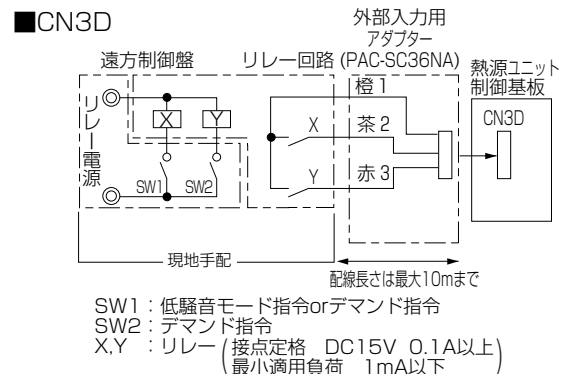 ■CN3D
外部入力用
アダプター
遠方制御盤 リレー回路 (PAC-SC36NA)
熱源ユニット
制御基板
橙 1
CN3D
リレー電源
X Y
X 茶 2
Y 赤 3
SW1 SW2
現地手配
配線長さは最大10mまで
SW1：低騒音モード指令orデマンド指令
SW2：デマンド指令
X,Y ：リレー(接点定格 DC15V 0.1A以上
最小適用負荷 1mA以下)